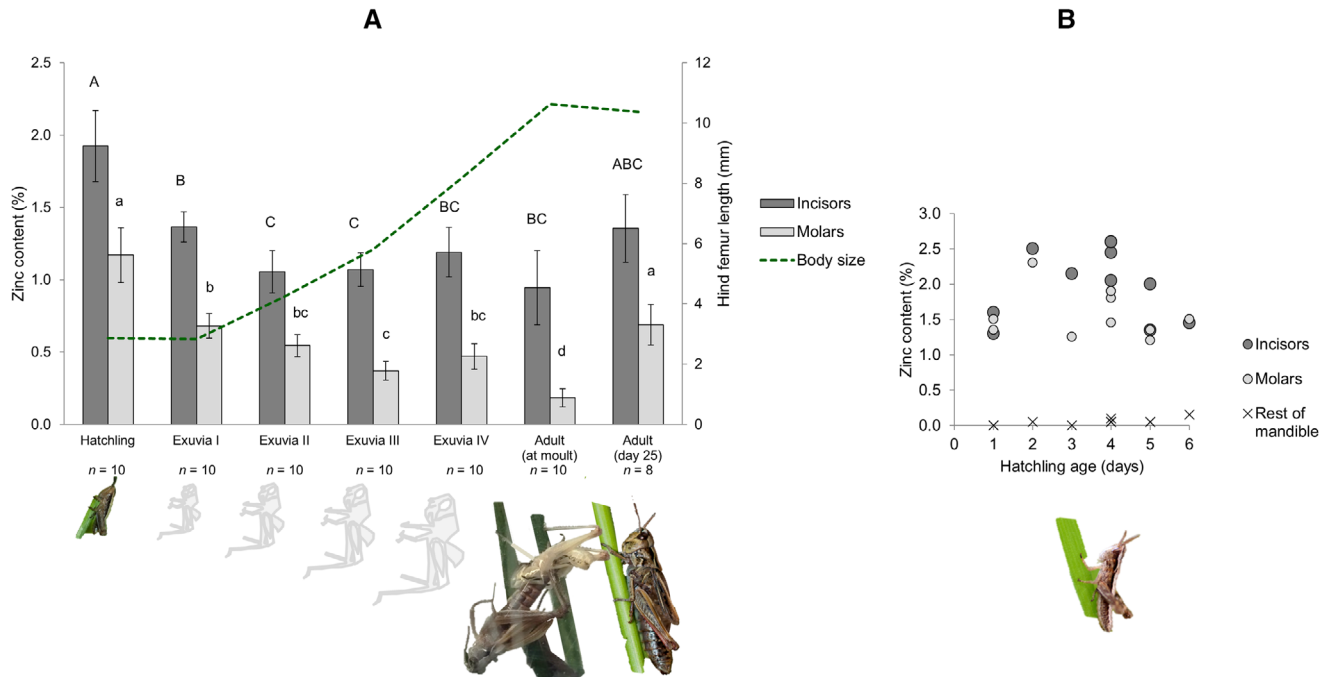 A
2.5
2.0
1.5
1.0
0.5
0.0
Zinc content (%)
12
10
8
6
4
2
0
Hind femur length (mm)
A
a
B
b
C
bc
C
c
BC
bc
BC
d
ABC
a
Hatchling
n = 10
Exuvia I
n = 10
Exuvia II
n = 10
Exuvia III
n = 10
Exuvia IV
n = 10
Adult
(at moult)
n = 10
Adult
(day 25)
n = 8
Incisors
Molars
Body size
B
3.0
2.5
2.0
1.5
1.0
0.5
0.0
Zinc content (%)
0 1 2 3 4 5 6
Hatchling age (days)
Incisors
Molars
Rest of
mandible